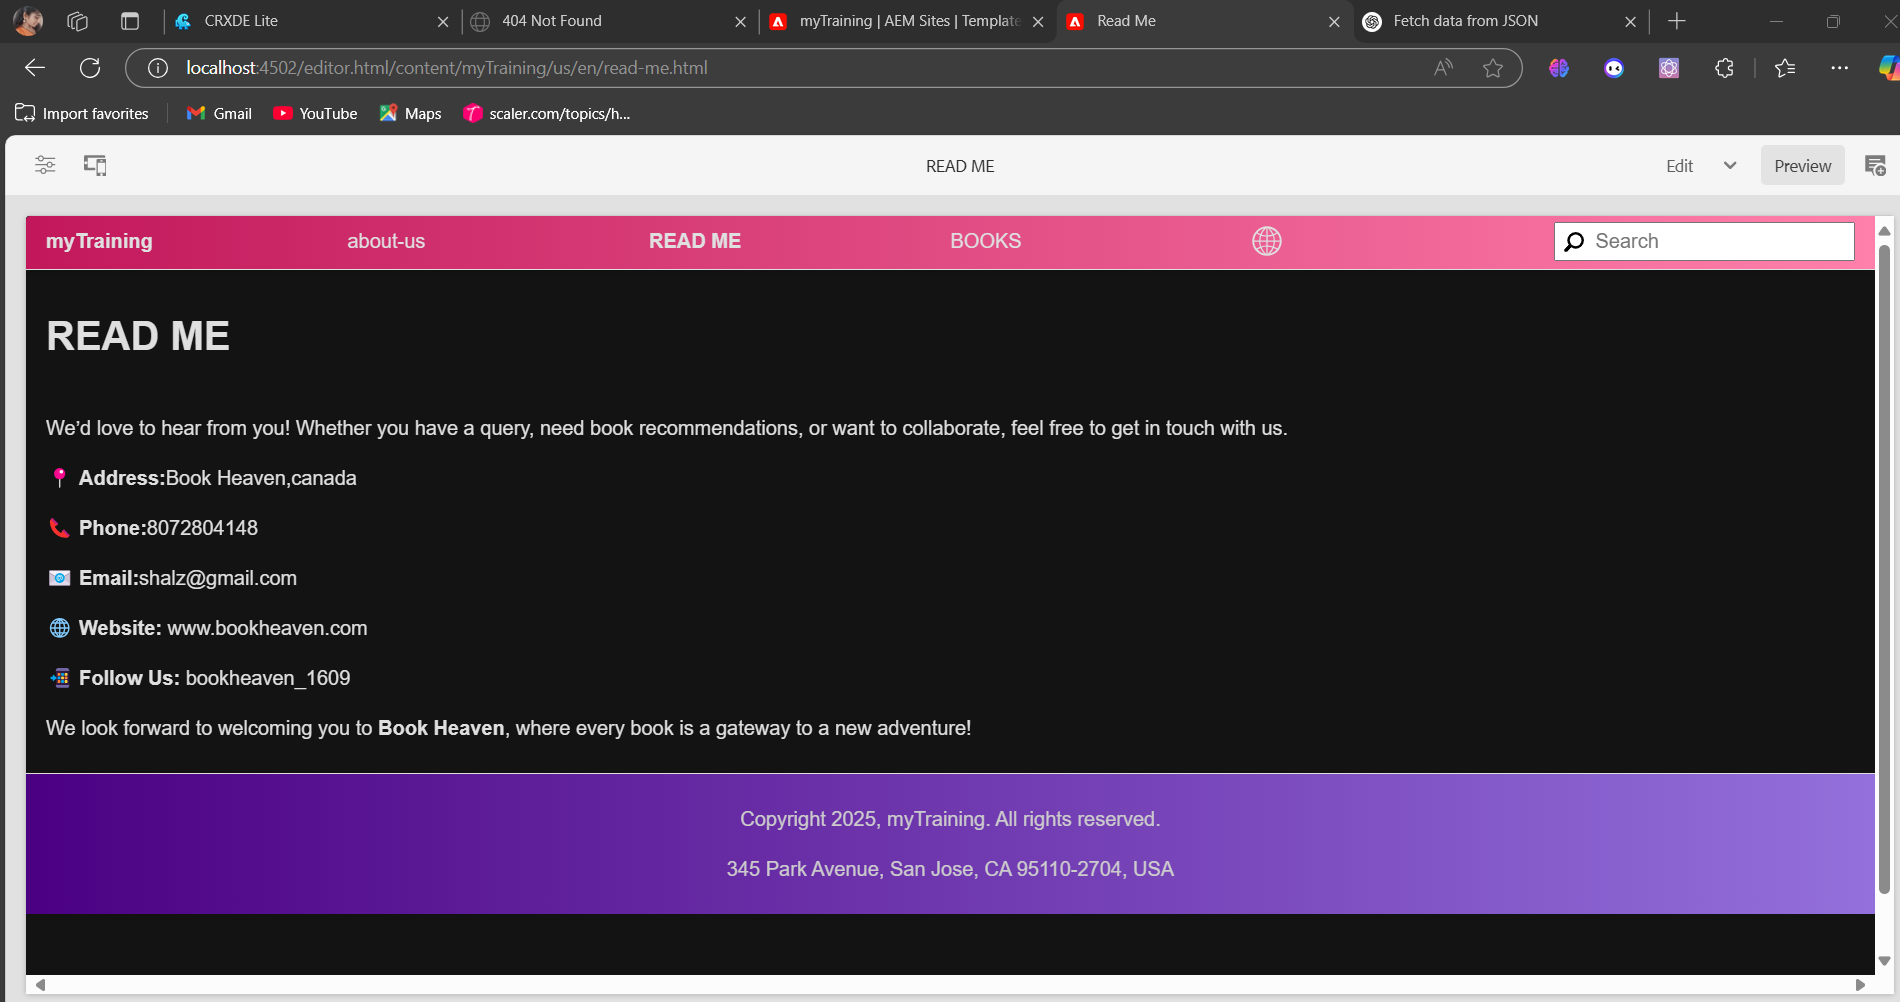 CRXDE Lite
404 Not Found
myTraining | AEM Sites | Template
Read Me
Fetch data from JSON
localhost:4502/editor.html/content/myTraining/us/en/read-me.html
Import favorites
Gmail
YouTube
Maps
scaler.com/topics/h...
READ ME
Edit
Preview
myTraining
about-us
READ ME
BOOKS
Search
READ ME
We’d love to hear from you! Whether you have a query, need book recommendations, or want to collaborate, feel free to get in touch with us.
Address:Book Heaven,canada
Phone:8072804148
Email:shalz@gmail.com
Website: www.bookheaven.com
Follow Us: bookheaven_1609
We look forward to welcoming you to Book Heaven, where every book is a gateway to a new adventure!
Copyright 2025, myTraining. All rights reserved.
345 Park Avenue, San Jose, CA 95110-2704, USA